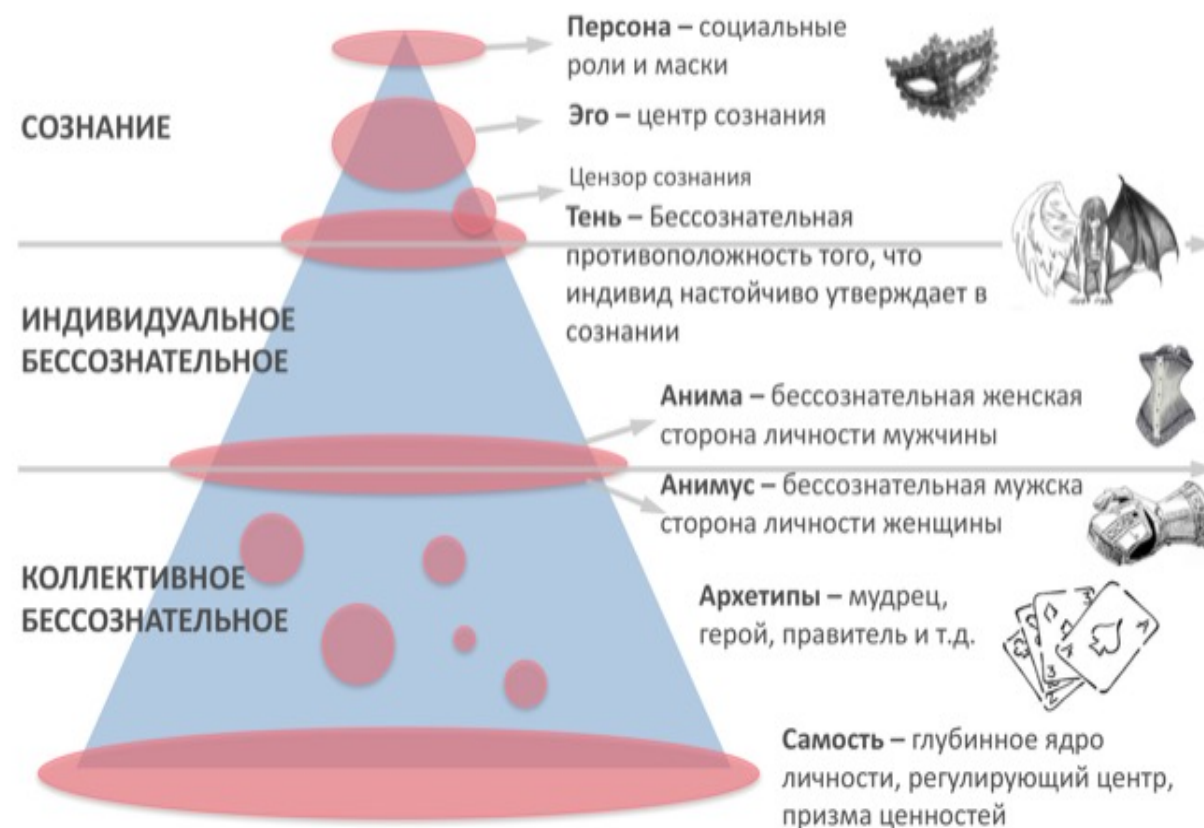 Персона – социальные
роли и маски
СОЗНАНИЕ
Эго – центр сознания
Цензор сознания
Тень – Бессознательная
противоположность того, что
индивид настойчиво утверждает в
сознании
ИНДИВИДУАЛЬНОЕ
БЕССОЗНАТЕЛЬНОЕ
Анима – бессознательная женская
сторона личности мужчины
Анимус – бессознательная мужска
сторона личности женщины
КОЛЛЕКТИВНОЕ
БЕССОЗНАТЕЛЬНОЕ
Архетипы – мудрец,
герой, правитель и т.д.
Самость – глубинное ядро
личности, регулирующий центр,
призма ценностей